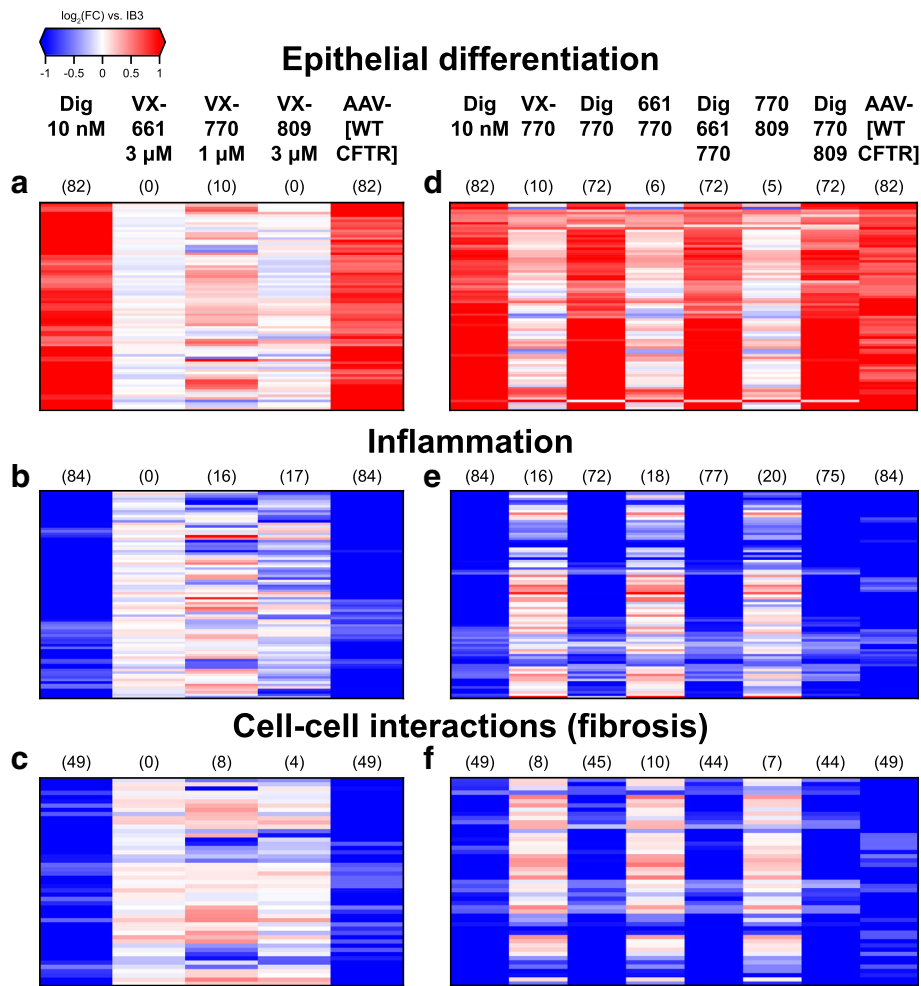 log2(FC) vs. IB3
-1 -0.5 0 0.5 1
Epithelial differentiation
Dig 10 nM
VX-661 3 µM
VX-770 1 µM
VX-809 3 µM
AAV-[WT CFTR]
Dig 10 nM
VX-770
Dig 770
661 770
Dig 661 770
770 809
Dig 770 809
AAV-[WT CFTR]
a (82) (0) (10) (0) (82)
d (82) (10) (72) (6) (72) (5) (72) (82)
Inflammation
b (84) (0) (16) (17) (84)
e (84) (16) (72) (18) (77) (20) (75) (84)
Cell-cell interactions (fibrosis)
c (49) (0) (8) (4) (49)
f (49) (8) (45) (10) (44) (7) (44) (49)